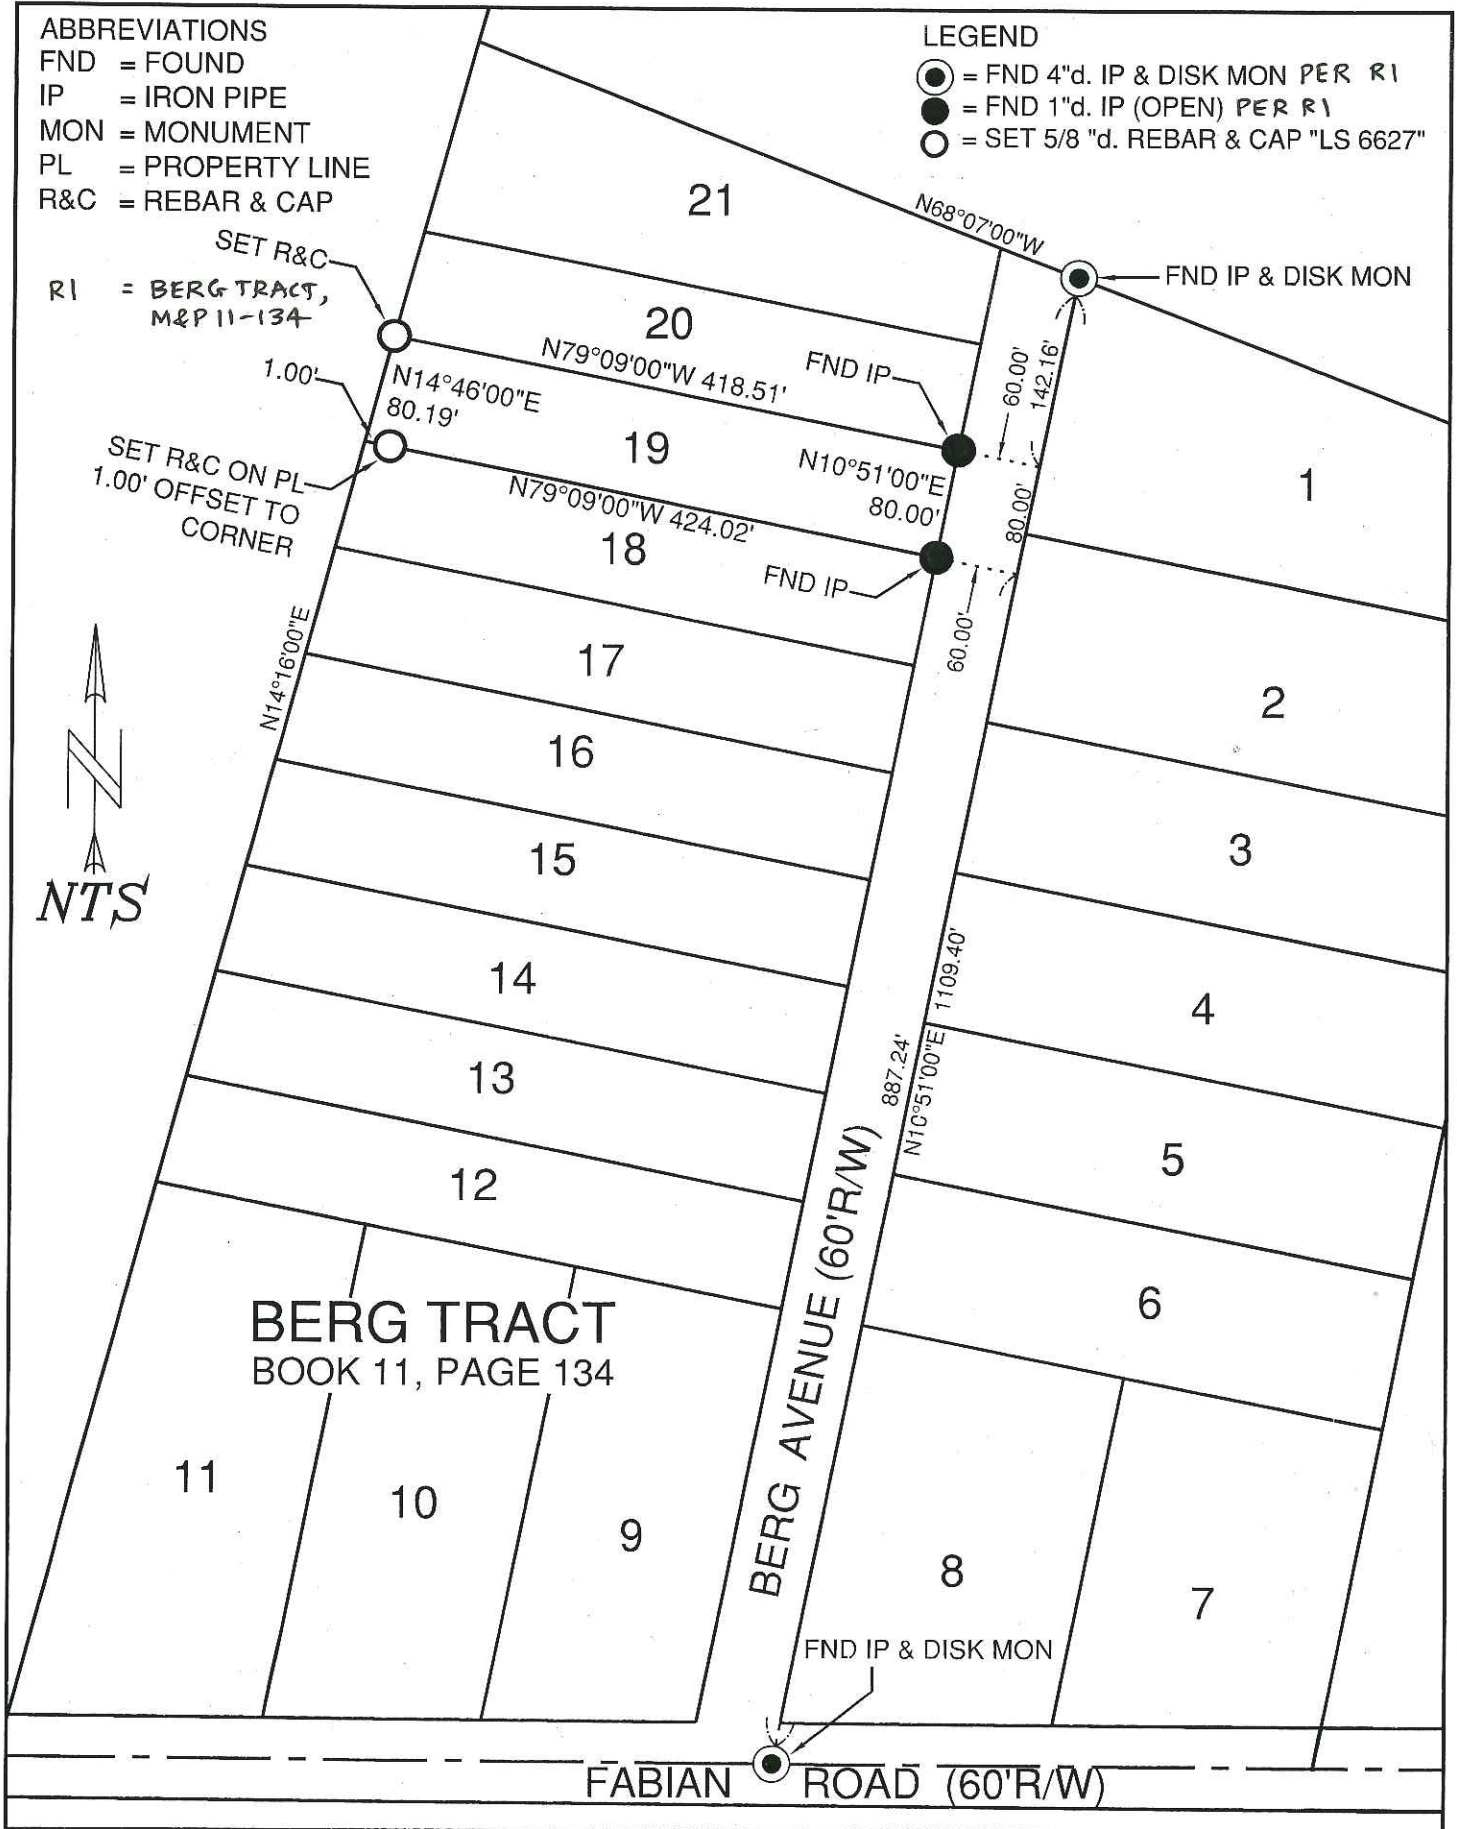 ABBREVIATIONS
FND = FOUND
IP = IRON PIPE
MON = MONUMENT
PL = PROPERTY LINE
R&C = REBAR & CAP
R1 = BERG TRACT,
M&P 11-134
LEGEND
= FND 4"d. IP & DISK MON PER R1
= FND 1"d. IP (OPEN) PER R1
= SET 5/8 "d. REBAR & CAP "LS 6627"
SET R&C
1.00'
SET R&C ON PL
1.00' OFFSET TO
CORNER
21
N68°07'00"W
FND IP & DISK MON
20
N79°09'00"W 418.51'
FND IP
60.00'
142.16'
N14°46'00"E
80.19'
19
N10°51'00"E
80.00'
80.00'
1
N79°09'00"W 424.02'
18
FND IP
60.00'
N14°16'00"E
17
2
16
NTS
15
3
14
1109.40'
4
13
887.24'
N10°51'00"E
5
12
6
BERG TRACT
BOOK 11, PAGE 134
BERG AVENUE (60'R/W)
11
10
9
8
7
FND IP & DISK MON
FABIAN ROAD (60'R/W)